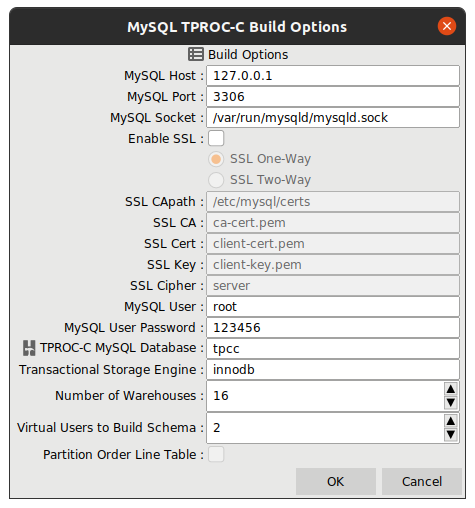 MySQL TPROC-C Build Options
Build Options
MySQL Host : 127.0.0.1
MySQL Port : 3306
MySQL Socket : /var/run/mysqld/mysqld.sock
Enable SSL :
SSL One-Way
SSL Two-Way
SSL CApath : /etc/mysql/certs
SSL CA : ca-cert.pem
SSL Cert : client-cert.pem
SSL Key : client-key.pem
SSL Cipher : server
MySQL User : root
MySQL User Password : 123456
TPROC-C MySQL Database : tpcc
Transactional Storage Engine : innodb
Number of Warehouses : 16
Virtual Users to Build Schema : 2
Partition Order Line Table :
OK Cancel